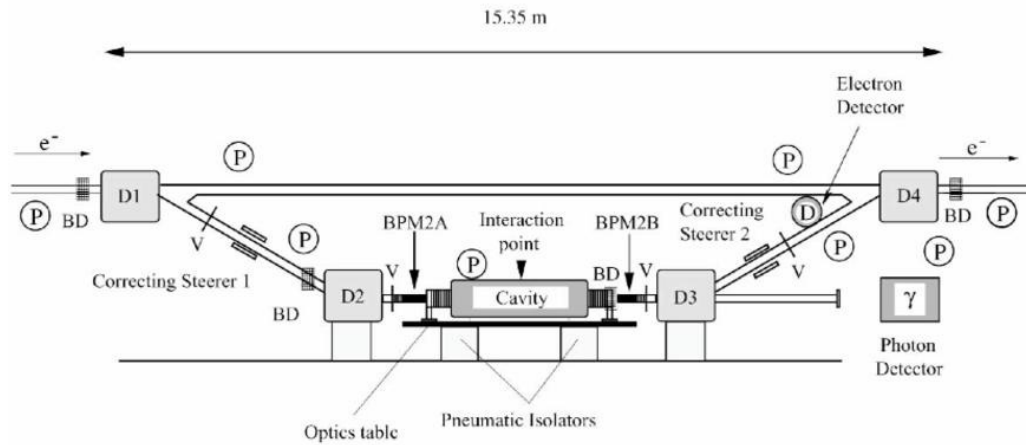 15.35 m
Electron
Detector
e-
P
P
e-
D1
D4
P
BD
BD
P
BPM2A
Interaction
point
BPM2B
Correcting
Steerer 2
D
P
P
V
P
Correcting Steerer 1
V
P
BD
V
V
BD
D2
Cavity
D3
γ
Photon
Detector
Optics table
Pneumatic Isolators